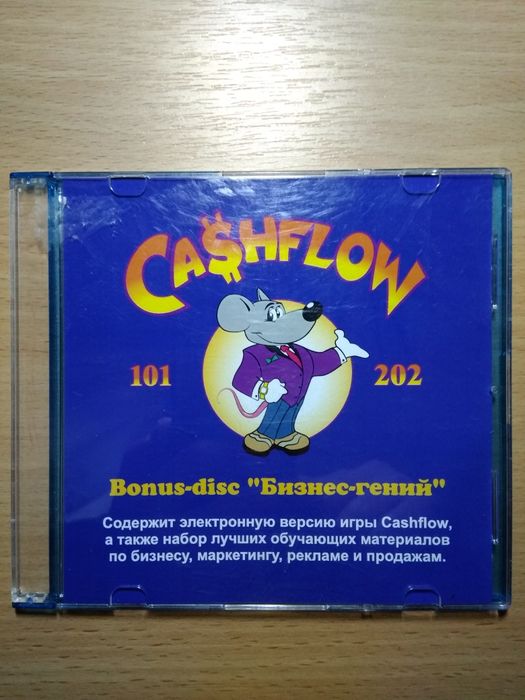 CA$HFLOW
101 202
Bonus-disc "Бизнес-гений"
Содержит электронную версию игры Cashflow,
а также набор лучших обучающих материалов
по бизнесу, маркетингу, рекламе и продажам.